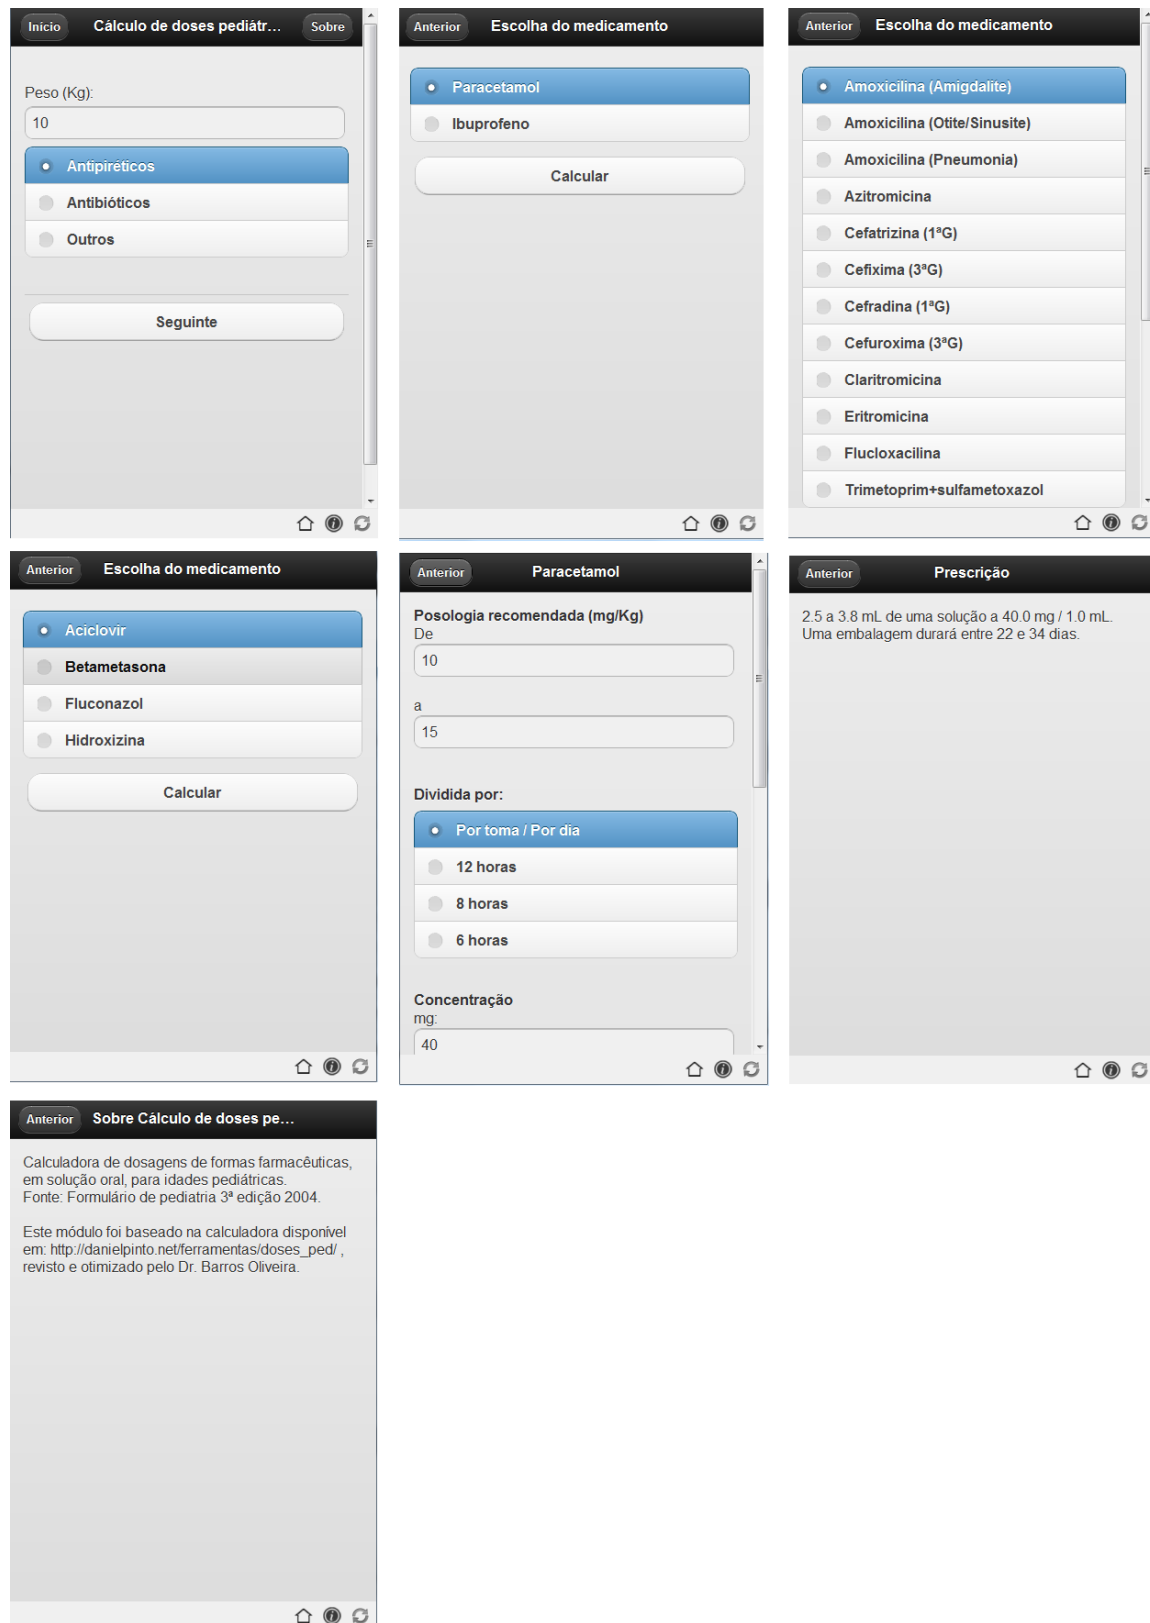 Início
Cálculo de doses pediátr...
Sobre
Peso (Kg):
10
Antipiréticos
Antibióticos
Outros
Seguinte
Anterior
Escolha do medicamento
Paracetamol
Ibuprofeno
Calcular
Anterior
Escolha do medicamento
Amoxicilina (Amigdalite)
Amoxicilina (Otite/Sinusite)
Amoxicilina (Pneumonia)
Azitromicina
Cefatrizina (1ªG)
Cefixima (3ªG)
Cefradina (1ªG)
Cefuroxima (3ªG)
Claritromicina
Eritromicina
Flucloxacilina
Trimetoprim+sulfametoxazol
Anterior
Escolha do medicamento
Aciclovir
Betametasona
Fluconazol
Hidroxizina
Calcular
Anterior
Paracetamol
Posologia recomendada (mg/Kg)
De
10
a
15
Dividida por:
Por toma / Por dia
12 horas
8 horas
6 horas
Concentração
mg:
40
Anterior
Prescrição
2.5 a 3.8 mL de uma solução a 40.0 mg / 1.0 mL.
Uma embalagem durará entre 22 e 34 dias.
Anterior
Sobre Cálculo de doses pe...
Calculadora de dosagens de formas farmacêuticas,
em solução oral, para idades pediátricas.
Fonte: Formulário de pediatria 3ª edição 2004.
Este módulo foi baseado na calculadora disponível
em: http://danielpinto.net/ferramentas/doses_ped/ ,
revisto e otimizado pelo Dr. Barros Oliveira.